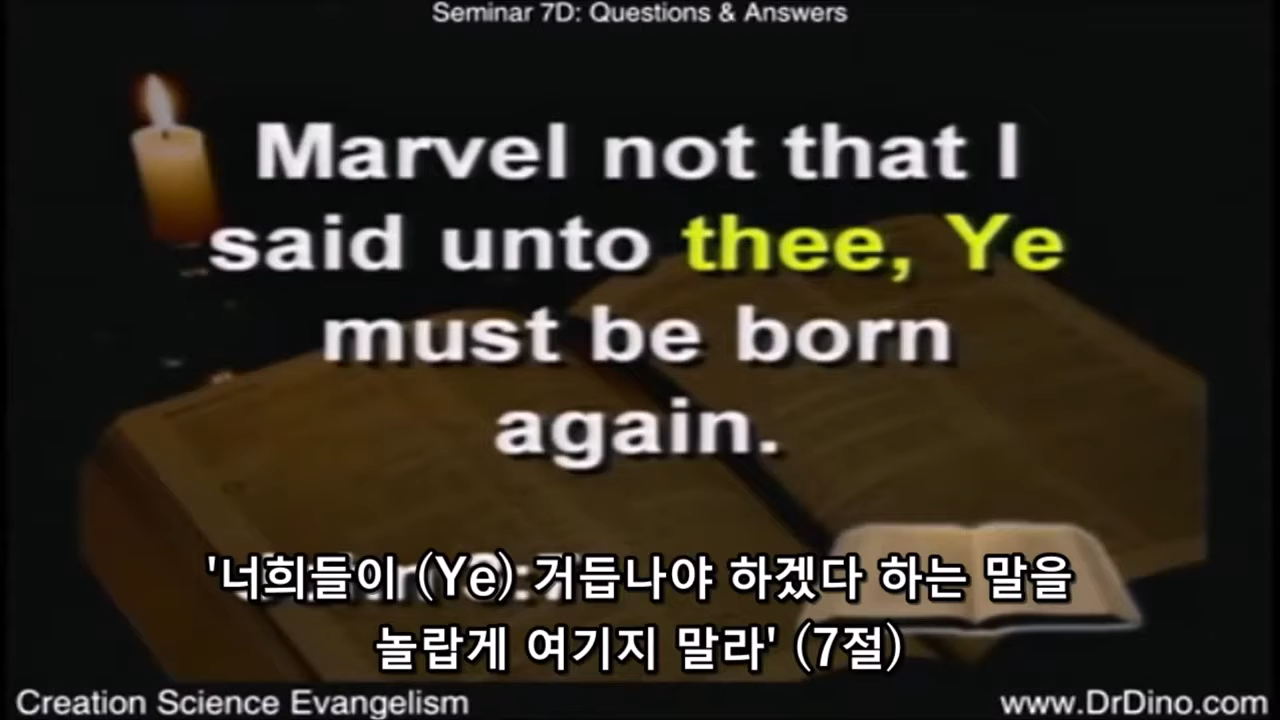 Seminar 7D: Questions & Answers
Marvel not that I
said unto thee, Ye
must be born
again.
'너희들이 (Ye) 거듭나야 하겠다 하는 말을
놀랍게 여기지 말라' (7절)
Creation Science Evangelism
www.DrDino.com